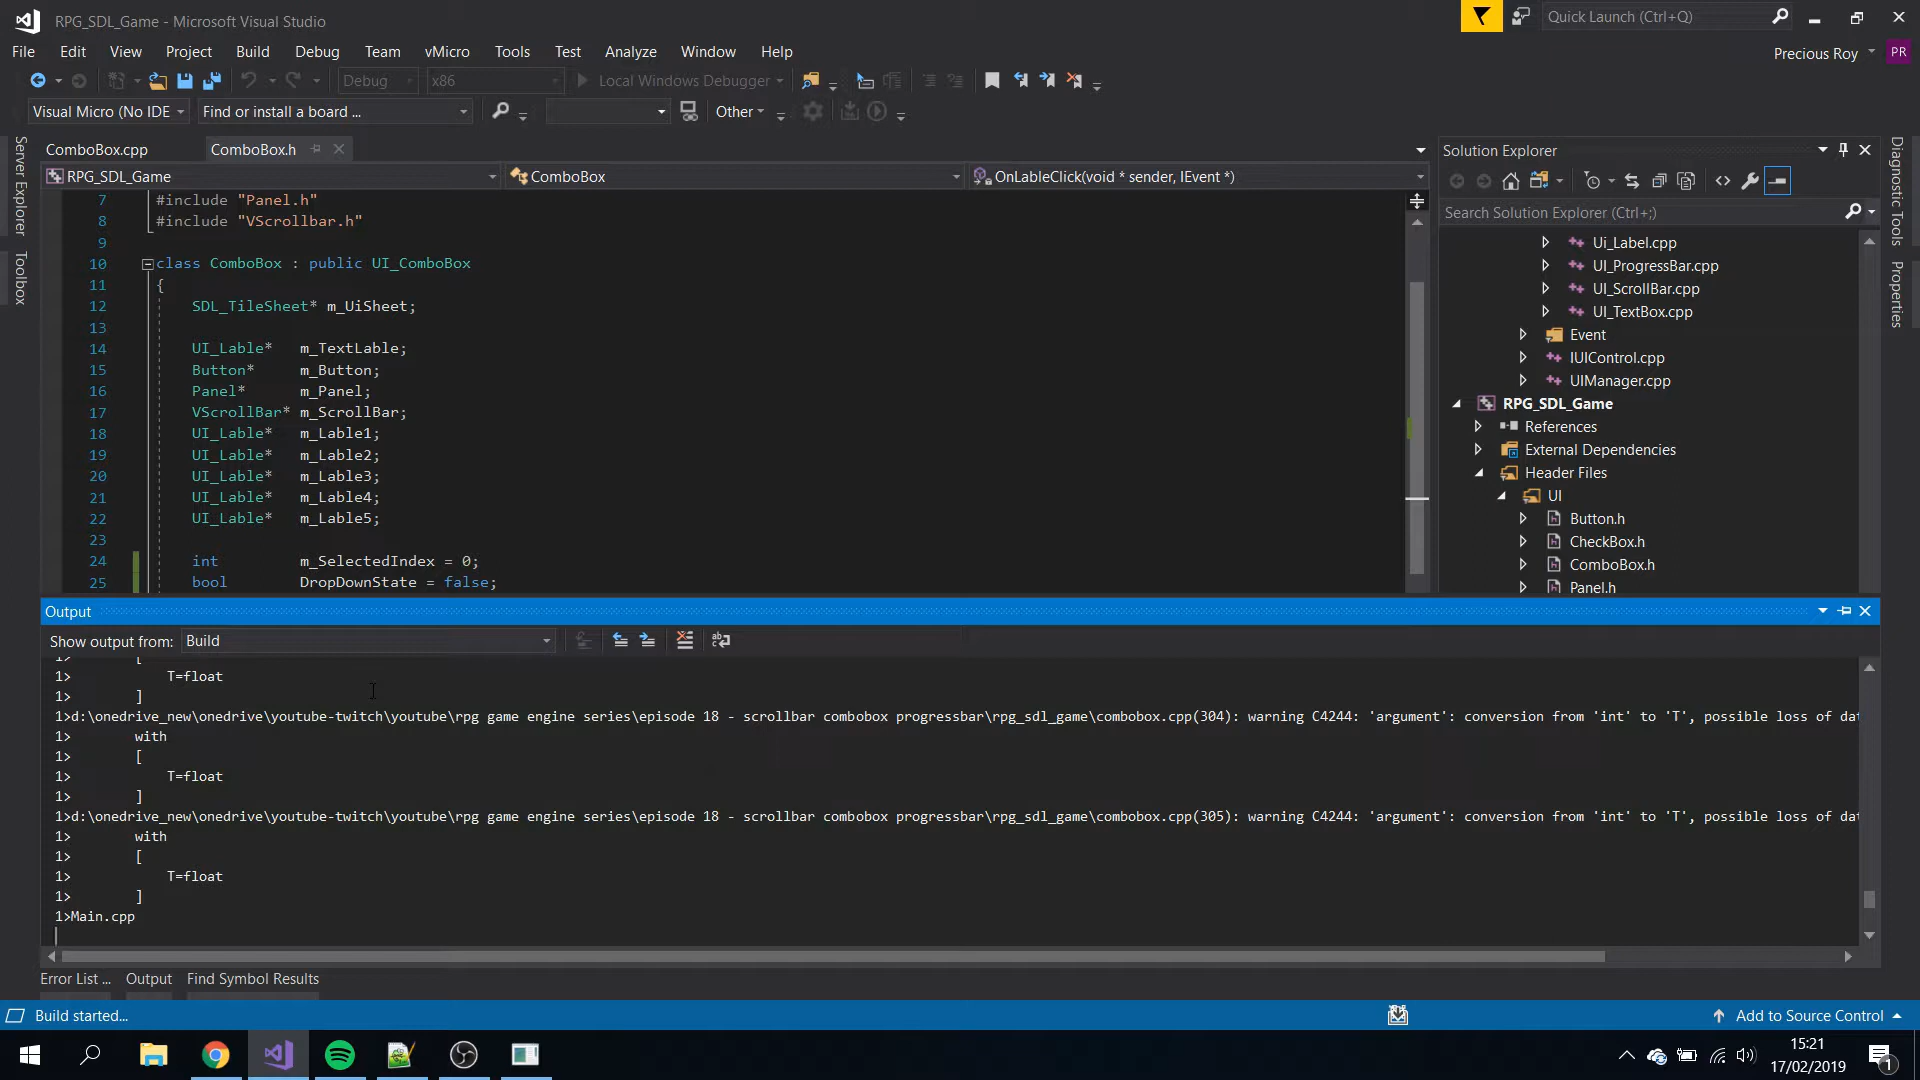 RPG_SDL_Game - Microsoft Visual Studio
Quick Launch (Ctrl+Q)
File Edit View Project Build Debug Team vMicro Tools Test Analyze Window Help
Precious Roy PR
Debug x86 Local Windows Debugger
Visual Micro (No IDE Find or install a board ... Other
Server Explorer
Toolbox
ComboBox.cpp ComboBox.h
RPG_SDL_Game ComboBox OnLableClick(void * sender, IEvent *)
7 #include "Panel.h"
8 #include "VScrollbar.h"
9
10 class ComboBox : public UI_ComboBox
11 {
12 SDL_TileSheet* m_UiSheet;
13
14 UI_Lable* m_TextLable;
15 Button* m_Button;
16 Panel* m_Panel;
17 VScrollBar* m_ScrollBar;
18 UI_Lable* m_Lable1;
19 UI_Lable* m_Lable2;
20 UI_Lable* m_Lable3;
21 UI_Lable* m_Lable4;
22 UI_Lable* m_Lable5;
23
24 int m_SelectedIndex = 0;
25 bool DropDownState = false;
Solution Explorer
Search Solution Explorer (Ctrl+;)
Ui_Label.cpp
UI_ProgressBar.cpp
UI_ScrollBar.cpp
UI_TextBox.cpp
Event
IUIControl.cpp
UIManager.cpp
RPG_SDL_Game
References
External Dependencies
Header Files
UI
Button.h
CheckBox.h
ComboBox.h
Panel.h
Diagnostic Tools
Properties
Output
Show output from: Build
1> [
1> T=float
1> ]
1>d:\onedrive_new\onedrive\youtube-twitch\youtube\rpg game engine series\episode 18 - scrollbar combobox progressbar\rpg_sdl_game\combobox.cpp(304): warning C4244: 'argument': conversion from 'int' to 'T', possible loss of da
1> with
1> [
1> T=float
1> ]
1>d:\onedrive_new\onedrive\youtube-twitch\youtube\rpg game engine series\episode 18 - scrollbar combobox progressbar\rpg_sdl_game\combobox.cpp(305): warning C4244: 'argument': conversion from 'int' to 'T', possible loss of da
1> with
1> [
1> T=float
1> ]
1>Main.cpp
Error List ... Output Find Symbol Results
Build started... Add to Source Control
15:21
17/02/2019
1